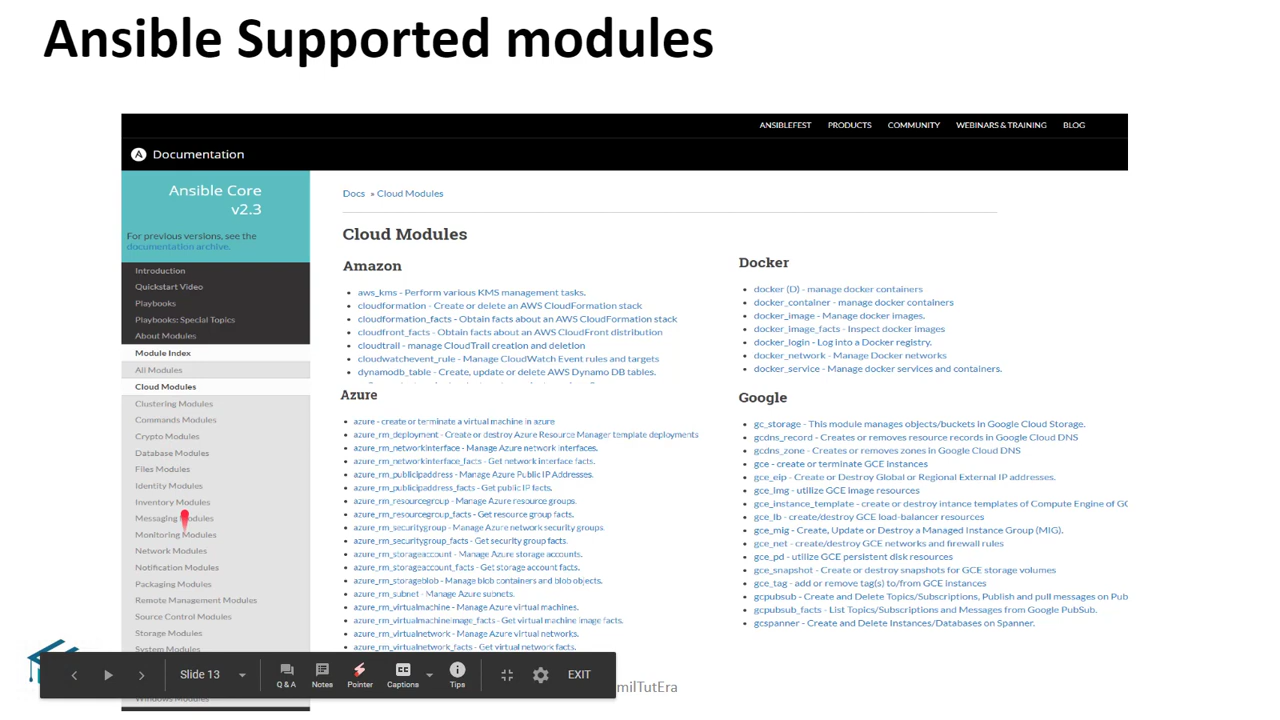 Ansible Supported modules
ANSIBLEFEST PRODUCTS COMMUNITY WEBINARS & TRAINING BLOG
A Documentation
Ansible Core
v2.3
For previous versions, see the
documentation archive.
Introduction
Quickstart Video
Playbooks
Playbooks: Special Topics
About Modules
Module Index
All Modules
Cloud Modules
Clustering Modules
Commands Modules
Crypto Modules
Database Modules
Files Modules
Identity Modules
Inventory Modules
Messaging Modules
Monitoring Modules
Network Modules
Notification Modules
Packaging Modules
Remote Management Modules
Source Control Modules
Storage Modules
System Modules
Windows Modules
Docs » Cloud Modules
Cloud Modules
Amazon
aws_kms - Perform various KMS management tasks.
cloudformation - Create or delete an AWS CloudFormation stack
cloudformation_facts - Obtain facts about an AWS CloudFormation stack
cloudfront_facts - Obtain facts about an AWS CloudFront distribution
cloudtrail - manage CloudTrail creation and deletion
cloudwatchevent_rule - Manage CloudWatch Event rules and targets
dynamodb_table - Create, update or delete AWS Dynamo DB tables.
Azure
azure - create or terminate a virtual machine in azure
azure_rm_deployment - Create or destroy Azure Resource Manager template deployments
azure_rm_networkinterface - Manage Azure network interfaces.
azure_rm_networkinterface_facts - Get network interface facts.
azure_rm_publicipaddress - Manage Azure Public IP Addresses.
azure_rm_publicipaddress_facts - Get public IP facts.
azure_rm_resourcegroup - Manage Azure resource groups.
azure_rm_resourcegroup_facts - Get resource group facts.
azure_rm_securitygroup - Manage Azure network security groups.
azure_rm_securitygroup_facts - Get security group facts.
azure_rm_storageaccount - Manage Azure storage accounts.
azure_rm_storageaccount_facts - Get storage account facts.
azure_rm_storageblob - Manage blob containers and blob objects.
azure_rm_subnet - Manage Azure subnets.
azure_rm_virtualmachine - Manage Azure virtual machines.
azure_rm_virtualmachineimage_facts - Get virtual machine image facts.
azure_rm_virtualnetwork - Manage Azure virtual networks.
azure_rm_virtualnetwork_facts - Get virtual network facts.
Docker
docker (D) - manage docker containers
docker_container - manage docker containers
docker_image - Manage docker images.
docker_image_facts - Inspect docker images
docker_login - Log into a Docker registry.
docker_network - Manage Docker networks
docker_service - Manage docker services and containers.
Google
gc_storage - This module manages objects/buckets in Google Cloud Storage.
gcdns_record - Creates or removes resource records in Google Cloud DNS
gcdns_zone - Creates or removes zones in Google Cloud DNS
gce - create or terminate GCE instances
gce_eip - Create or Destroy Global or Regional External IP addresses.
gce_img - utilize GCE image resources
gce_instance_template - create or destroy intance templates of Compute Engine of GC
gce_lb - create/destroy GCE load-balancer resources
gce_mig - Create, Update or Destroy a Managed Instance Group (MIG).
gce_net - create/destroy GCE networks and firewall rules
gce_pd - utilize GCE persistent disk resources
gce_snapshot - Create or destroy snapshots for GCE storage volumes
gce_tag - add or remove tag(s) to/from GCE instances
gcpubsub - Create and Delete Topics/Subscriptions, Publish and pull messages on Pub
gcpubsub_facts - List Topics/Subscriptions and Messages from Google PubSub.
gcspanner - Create and Delete Instances/Databases on Spanner.
Slide 13 Q & A Notes Pointer CC Captions Tips EXIT
milTutEra